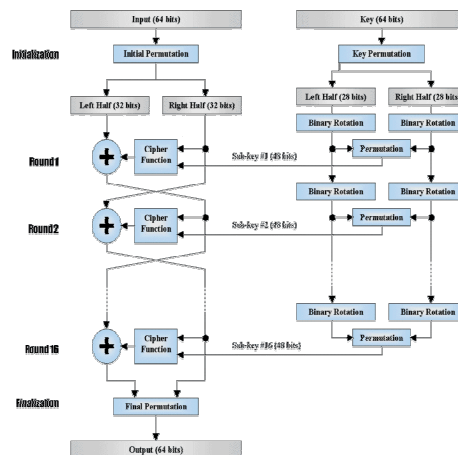 Input (64 bits)
Key (64 bits)
Initialization
Initial Permutation
Key Permutation
Left Half (32 bits)
Right Half (32 bits)
Left Half (28 bits)
Right Half (28 bits)
Binary Rotation
Binary Rotation
Round 1
+
Cipher Function
Sub-key #1 (48 bits)
Permutation
Binary Rotation
Binary Rotation
Round 2
+
Cipher Function
Sub-key #2 (48 bits)
Permutation
Binary Rotation
Binary Rotation
Round 16
+
Cipher Function
Sub-key #16 (48 bits)
Permutation
Finalization
Final Permutation
Output (64 bits)